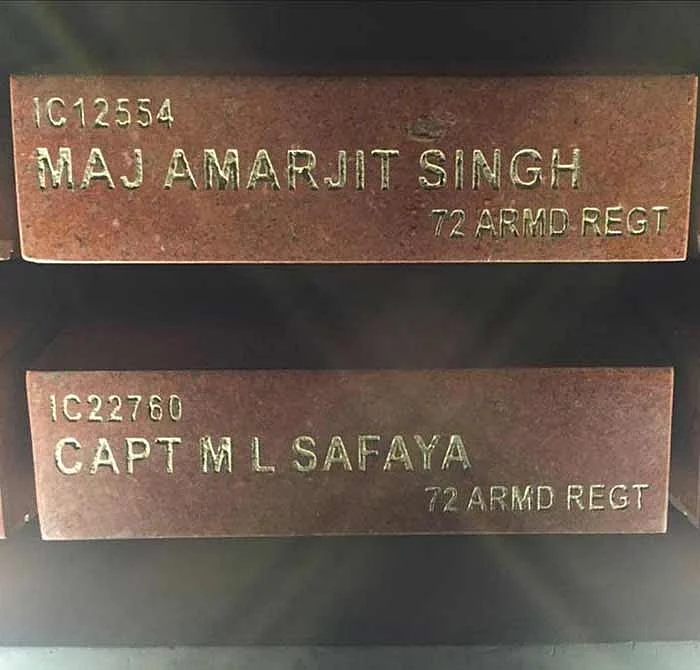 IC12554
MAJ AMARJIT SINGH
72 ARMD REGT
IC22760
CAPT M L SAFAYA
72 ARMD REGT